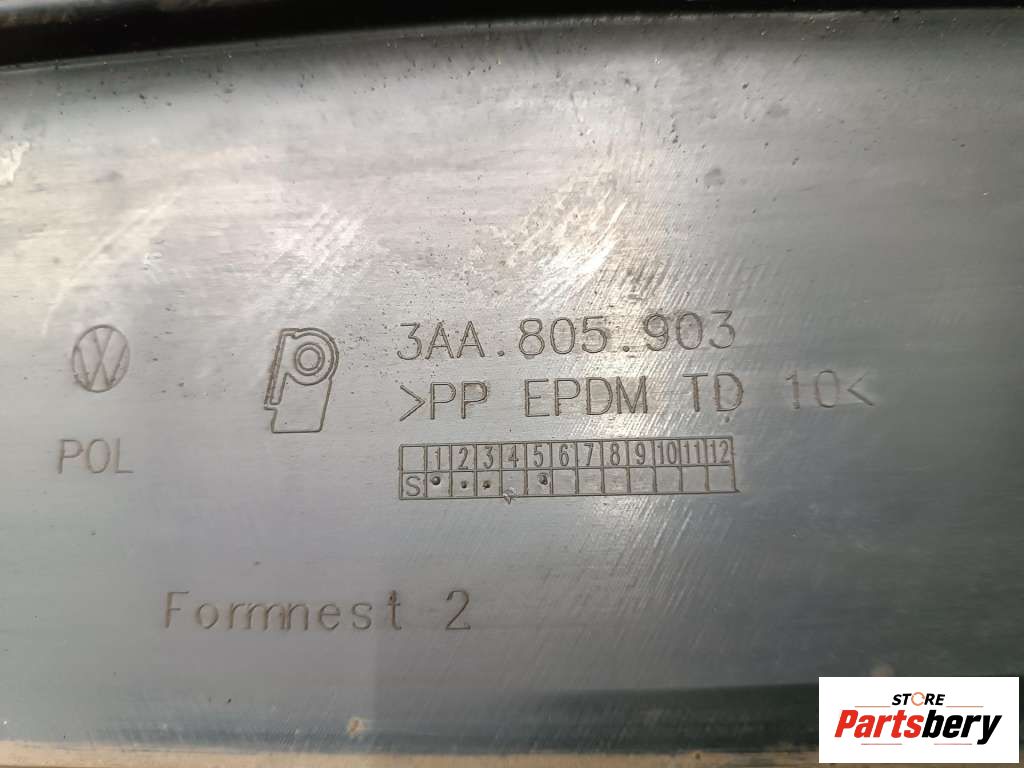 3AA.805.903
>PP EPDM TD 10<
POL
1 2 3 4 5 6 7 8 9 10 11 12
S
Formnest 2
STORE
Partsbery